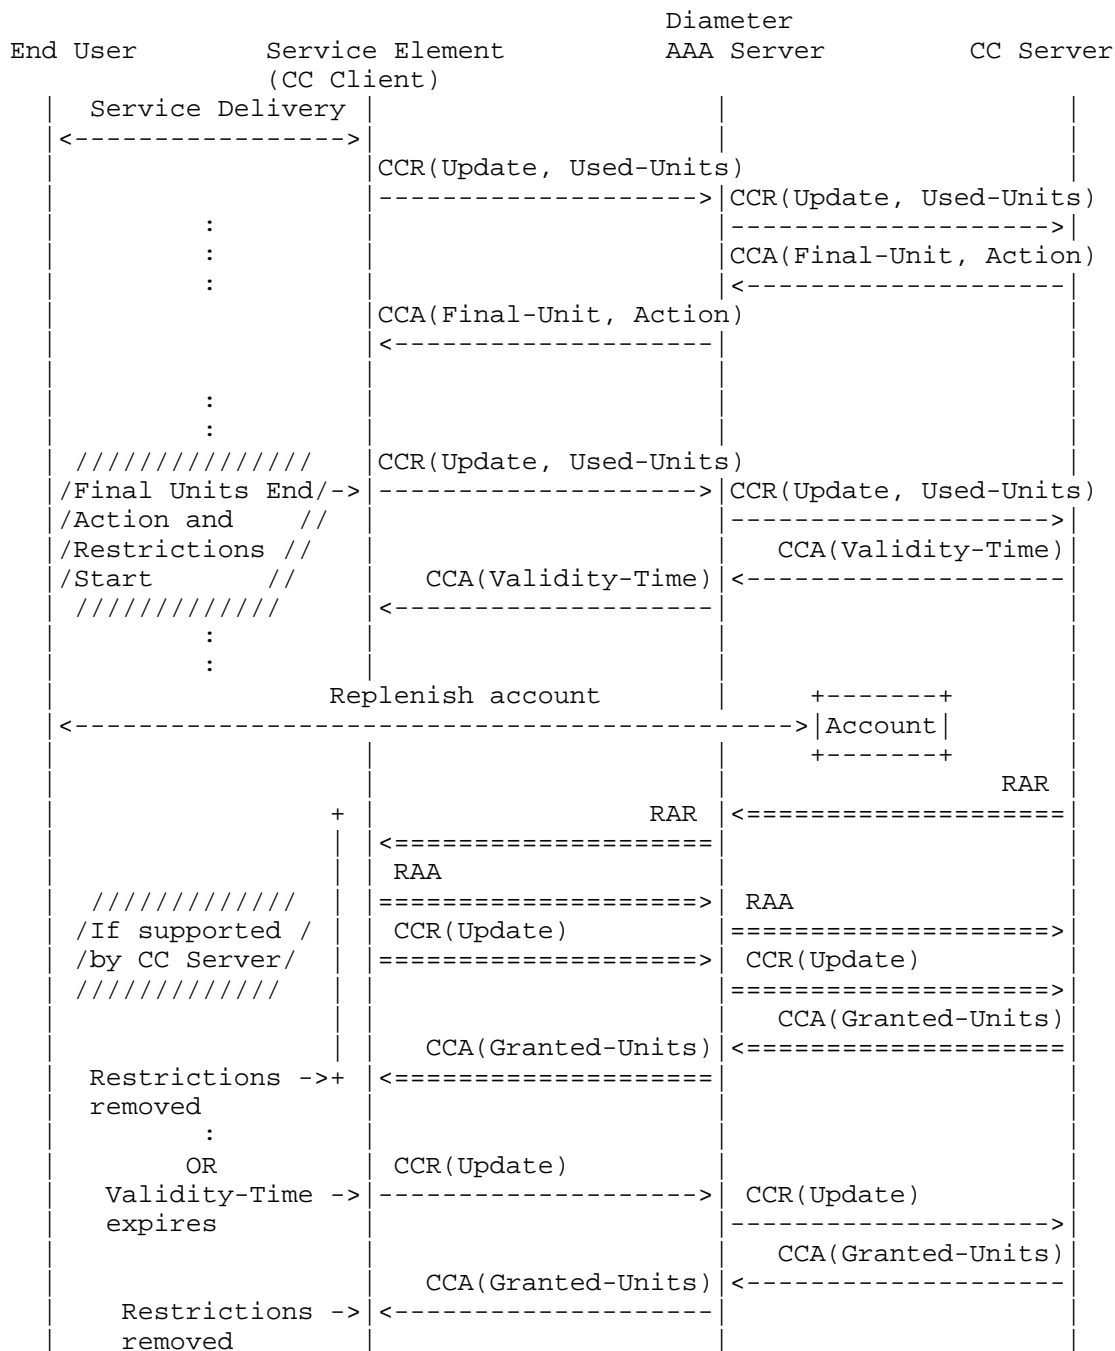 Diameter
End User Service Element AAA Server CC Server
(CC Client)
Service Delivery
CCR(Update, Used-Units)
CCR(Update, Used-Units)
CCA(Final-Unit, Action)
CCA(Final-Unit, Action)
CCR(Update, Used-Units)
/Final Units End/-> CCR(Update, Used-Units)
/Action and //
/Restrictions // CCA(Validity-Time)
/Start // CCA(Validity-Time)
Replenish account
Account
RAR
RAR
RAA
RAA
/If supported / CCR(Update)
/by CC Server/ CCR(Update)
CCA(Granted-Units)
CCA(Granted-Units)
Restrictions ->+
removed
OR CCR(Update)
Validity-Time -> CCR(Update)
expires
CCA(Granted-Units)
CCA(Granted-Units)
Restrictions ->
removed